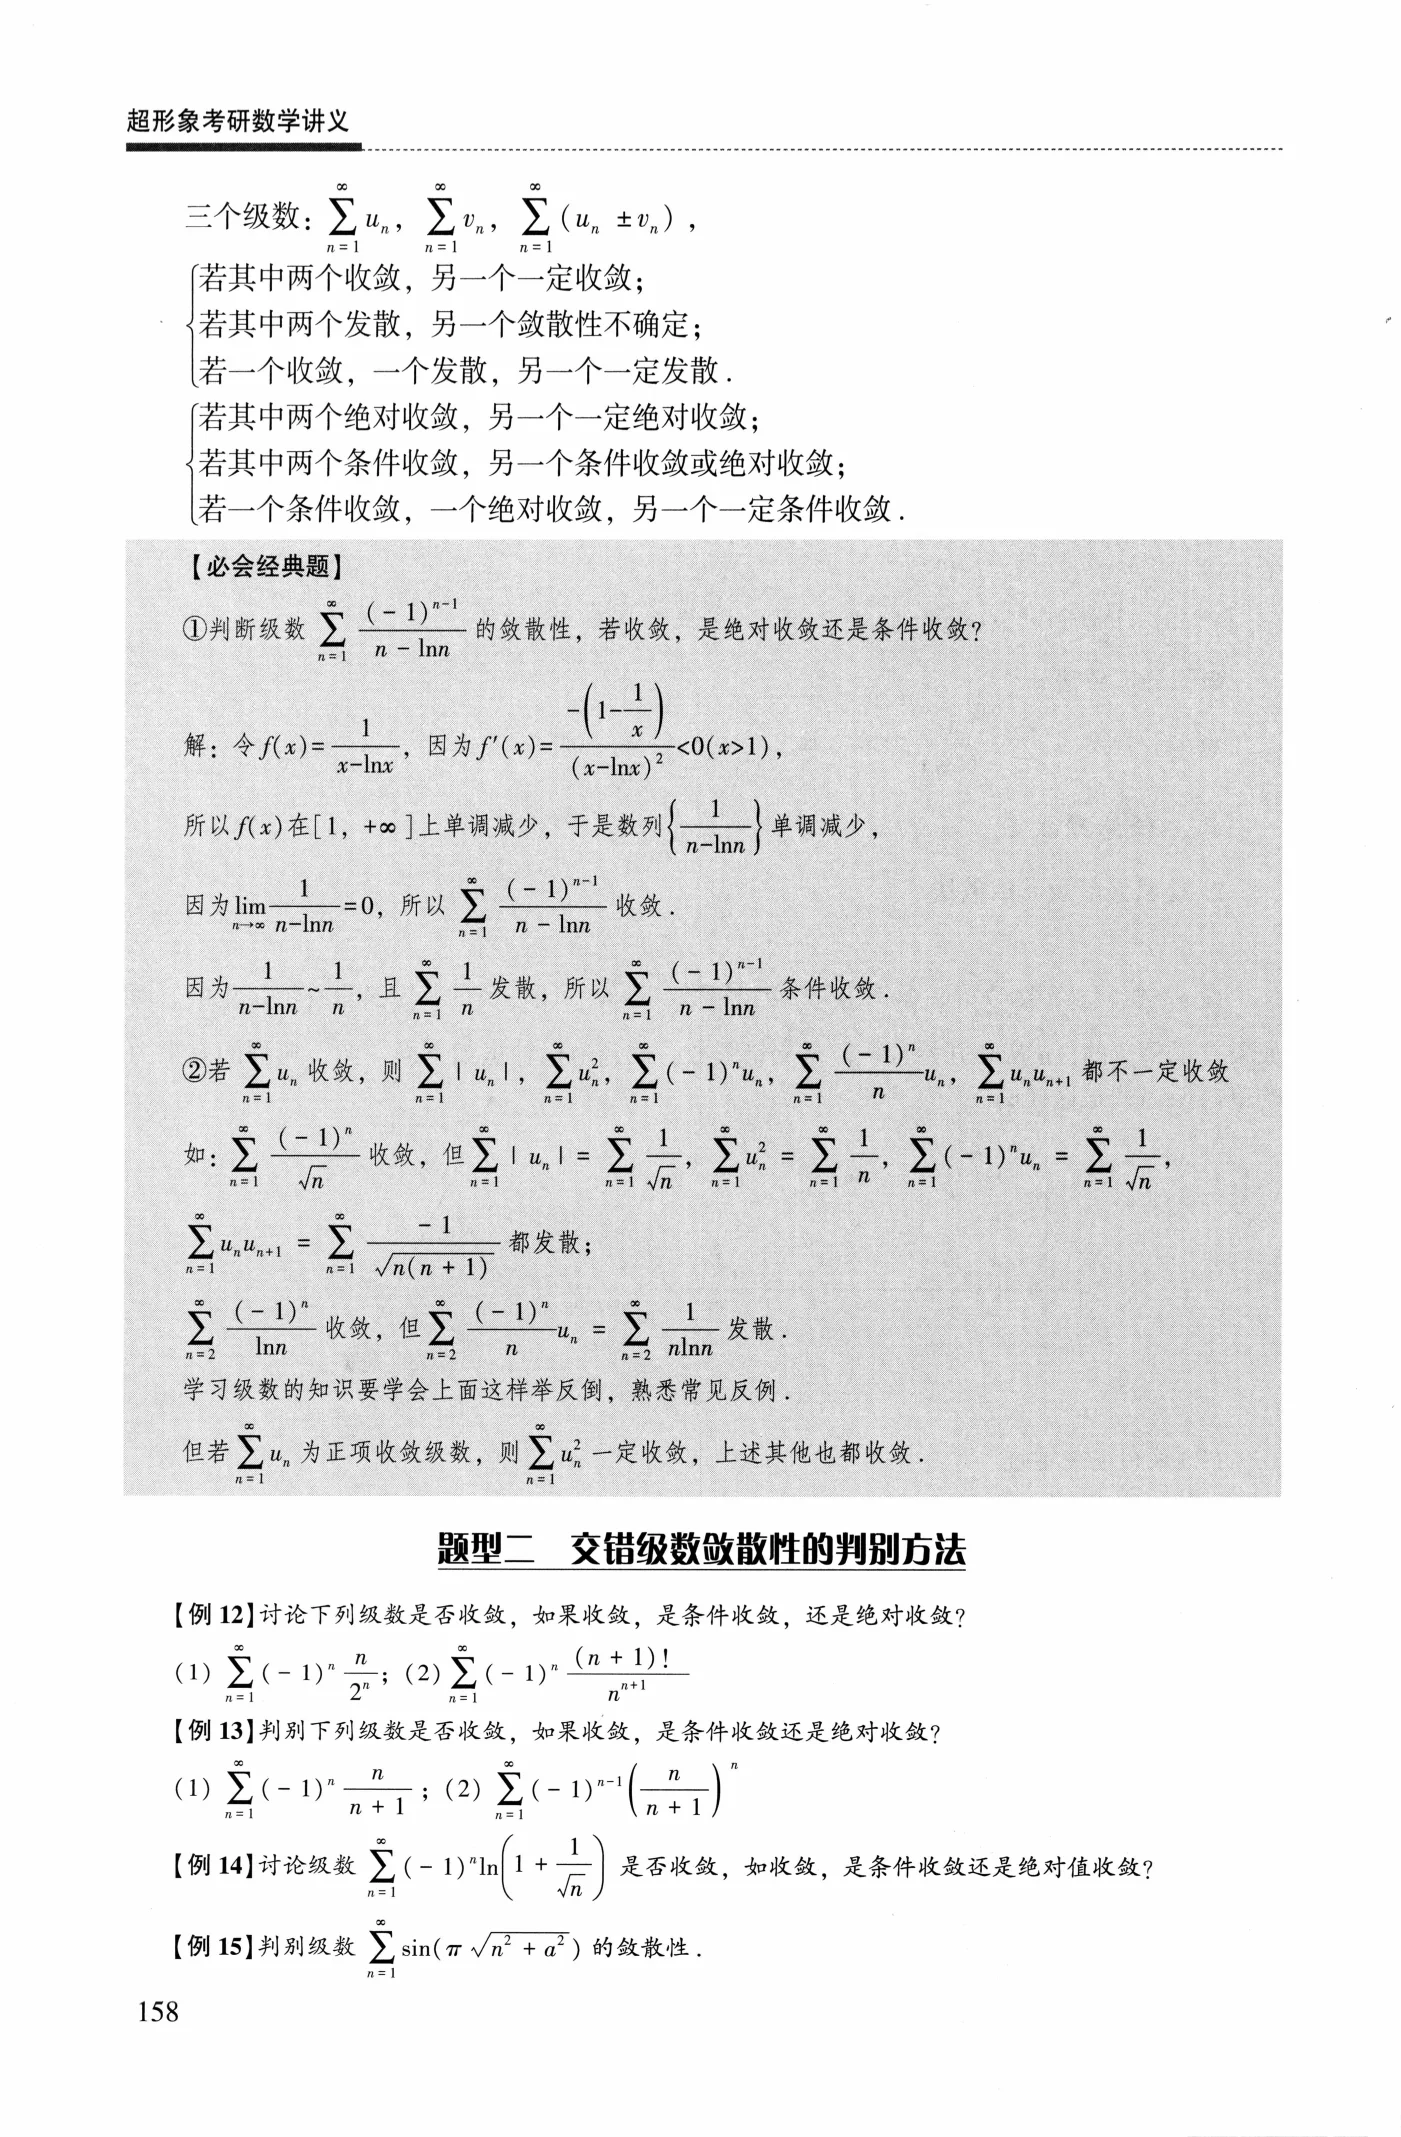 超形象考研数学讲义
三个级数：$\sum_{n=1}^{\infty} u_n$，$\sum_{n=1}^{\infty} v_n$，$\sum_{n=1}^{\infty} (u_n \pm v_n)$，
若其中两个收敛，另一个一定收敛；
若其中两个发散，另一个敛散性不确定；
若一个收敛，一个发散，另一个一定发散．
若其中两个绝对收敛，另一个一定绝对收敛；
若其中两个条件收敛，另一个条件收敛或绝对收敛；
若一个条件收敛，一个绝对收敛，另一个一定条件收敛．
【必会经典题】
①判断级数 $\sum_{n=1}^{\infty} \frac{(-1)^{n-1}}{n-\ln n}$ 的敛散性，若收敛，是绝对收敛还是条件收敛？
解：令$f(x)=\frac{1}{x-\ln x}$，因为$f'(x)=\frac{-\left(1-\frac{1}{x}\right)}{(x-\ln x)^2}<0(x>1)$，
所以$f(x)$在$[1，+\infty]$上单调减少，于是数列$\left\{\frac{1}{n-\ln n}\right\}$单调减少，
因为$\lim_{n\to\infty}\frac{1}{n-\ln n}=0$，所以 $\sum_{n=1}^{\infty} \frac{(-1)^{n-1}}{n-\ln n}$ 收敛．
因为$\frac{1}{n-\ln n}\sim\frac{1}{n}$，且 $\sum_{n=1}^{\infty} \frac{1}{n}$ 发散，所以 $\sum_{n=1}^{\infty} \frac{(-1)^{n-1}}{n-\ln n}$ 条件收敛．
②若 $\sum_{n=1}^{\infty} u_n$ 收敛，则 $\sum_{n=1}^{\infty} |u_n|$，$\sum_{n=1}^{\infty} u_n^2$，$\sum_{n=1}^{\infty} (-1)^n u_n$，$\sum_{n=1}^{\infty} \frac{(-1)^n}{n} u_n$，$\sum_{n=1}^{\infty} u_n u_{n+1}$ 都不一定收敛
如：$\sum_{n=1}^{\infty} \frac{(-1)^n}{\sqrt{n}}$ 收敛，但$\sum_{n=1}^{\infty} |u_n| = \sum_{n=1}^{\infty} \frac{1}{\sqrt{n}}$，$\sum_{n=1}^{\infty} u_n^2 = \sum_{n=1}^{\infty} \frac{1}{n}$，$\sum_{n=1}^{\infty} (-1)^n u_n = \sum_{n=1}^{\infty} \frac{1}{\sqrt{n}}$，
$\sum_{n=1}^{\infty} u_n u_{n+1} = \sum_{n=1}^{\infty} \frac{-1}{\sqrt{n(n+1)}}$ 都发散；
$\sum_{n=2}^{\infty} \frac{(-1)^n}{\ln n}$ 收敛，但$\sum_{n=2}^{\infty} \frac{(-1)^n}{n} u_n = \sum_{n=2}^{\infty} \frac{1}{n\ln n}$ 发散．
学习级数的知识要学会上面这样举反倒，熟悉常见反例．
但若 $\sum_{n=1}^{\infty} u_n$ 为正项收敛级数，则 $\sum_{n=1}^{\infty} u_n^2$ 一定收敛，上述其他也都收敛．
题型二 交错级数敛散性的判别方法
【例 12】讨论下列级数是否收敛，如果收敛，是条件收敛，还是绝对收敛？
(1) $\sum_{n=1}^{\infty} (-1)^n \frac{n}{2^n}$；(2) $\sum_{n=1}^{\infty} (-1)^n \frac{(n+1)!}{n^{n+1}}$
【例 13】判别下列级数是否收敛，如果收敛，是条件收敛还是绝对收敛？
(1) $\sum_{n=1}^{\infty} (-1)^n \frac{n}{n+1}$；(2) $\sum_{n=1}^{\infty} (-1)^{n-1} \left(\frac{n}{n+1}\right)^n$
【例 14】讨论级数 $\sum_{n=1}^{\infty} (-1)^n \ln\left(1+\frac{1}{\sqrt{n}}\right)$ 是否收敛，如收敛，是条件收敛还是绝对值收敛？
【例 15】判别级数 $\sum_{n=1}^{\infty} \sin(\pi\sqrt{n^2+a^2})$ 的敛散性．
158